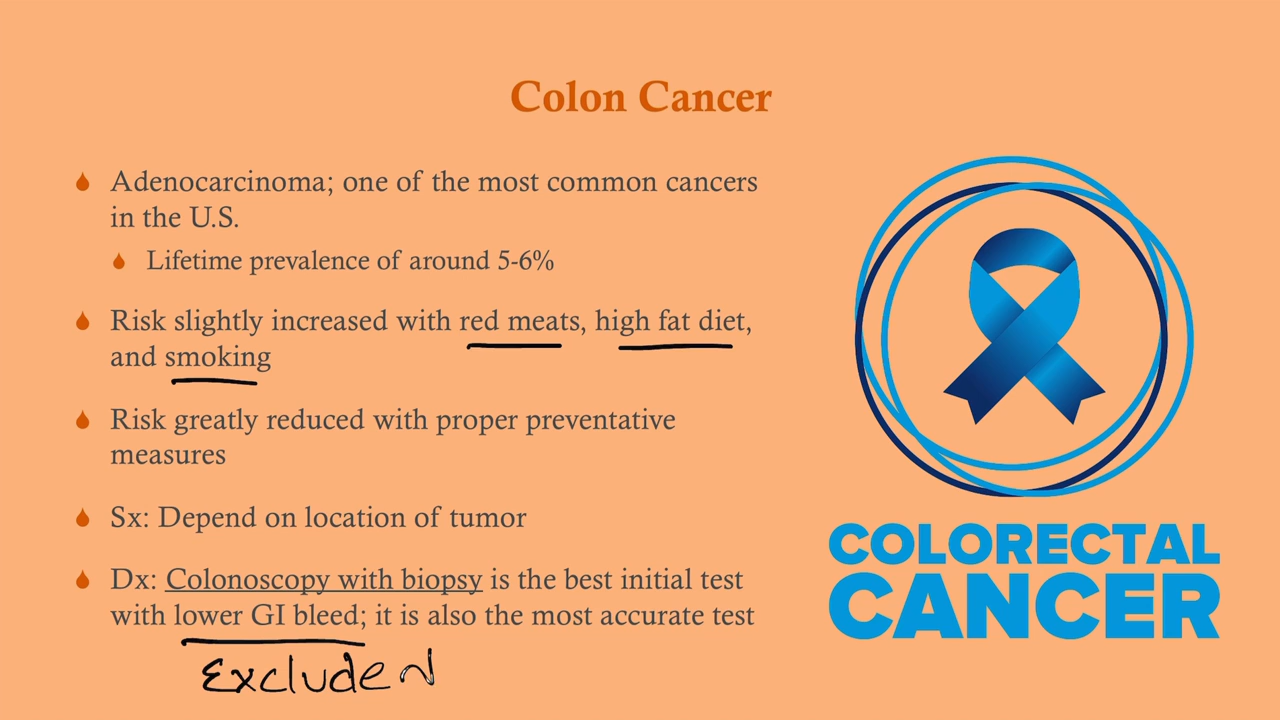 Colon Cancer
Adenocarcinoma; one of the most common cancers
in the U.S.
Lifetime prevalence of around 5-6%
Risk slightly increased with red meats, high fat diet,
and smoking
Risk greatly reduced with proper preventative
measures
Sx: Depend on location of tumor
Dx: Colonoscopy with biopsy is the best initial test
with lower GI bleed; it is also the most accurate test
Exclude
COLORECTAL
CANCER